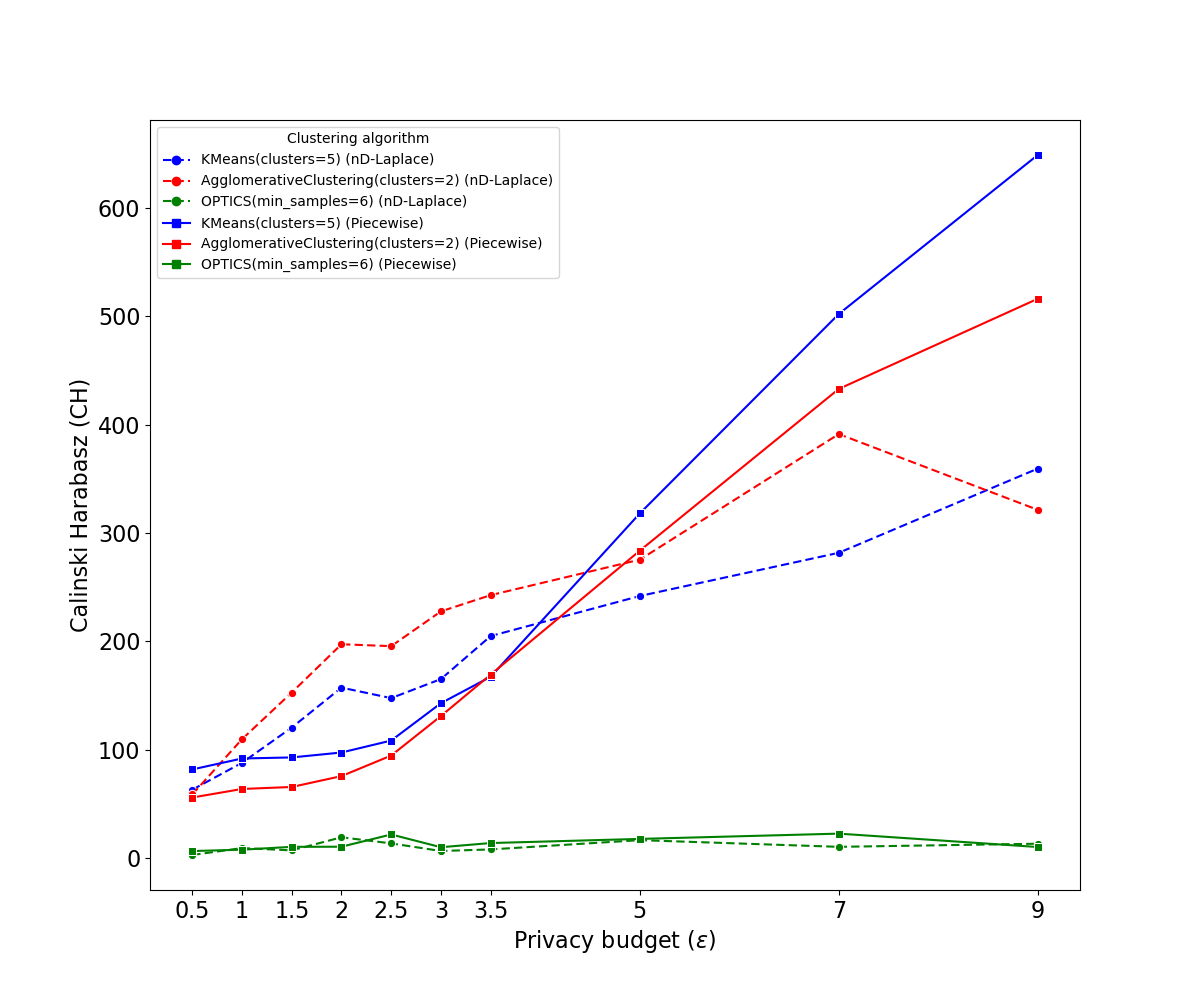 Clustering algorithm
KMeans(clusters=5) (nD-Laplace)
AgglomerativeClustering(clusters=2) (nD-Laplace)
OPTICS(min_samples=6) (nD-Laplace)
KMeans(clusters=5) (Piecewise)
AgglomerativeClustering(clusters=2) (Piecewise)
OPTICS(min_samples=6) (Piecewise)
Calinski Harabasz (CH)
600
500
400
300
200
100
0
0.5 1 1.5 2 2.5 3 3.5 5 7 9
Privacy budget (ε)